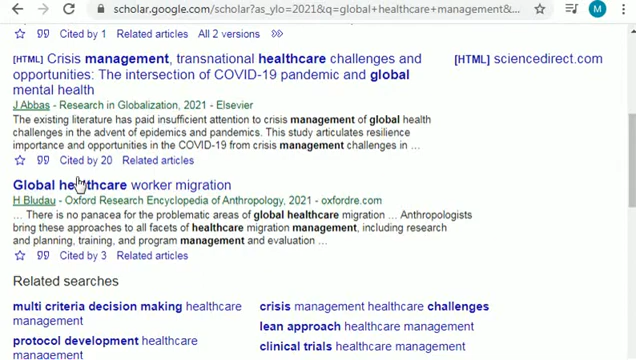 scholar.google.com/scholar?as_ylo=2021&q=global+healthcare+management&...
M
Cited by 1 Related articles All 2 versions
[HTML] Crisis management, transnational healthcare challenges and
[HTML] sciencedirect.com
opportunities: The intersection of COVID-19 pandemic and global
mental health
J Abbas - Research in Globalization, 2021 - Elsevier
The existing literature has paid insufficient attention to crisis management of global health
challenges in the advent of epidemics and pandemics. This study articulates resilience
importance and opportunities in the COVID-19 from crisis management challenges in ...
Cited by 20 Related articles
Global healthcare worker migration
H Bludau - Oxford Research Encyclopedia of Anthropology, 2021 - oxfordre.com
... There is no panacea for the problematic areas of global healthcare migration ... Anthropologists
bring these approaches to all facets of healthcare migration management, including research
and planning, training, and program management and evaluation ...
Cited by 3 Related articles
Related searches
multi criteria decision making healthcare
management
crisis management healthcare challenges
lean approach healthcare management
protocol development healthcare
management
clinical trials healthcare management